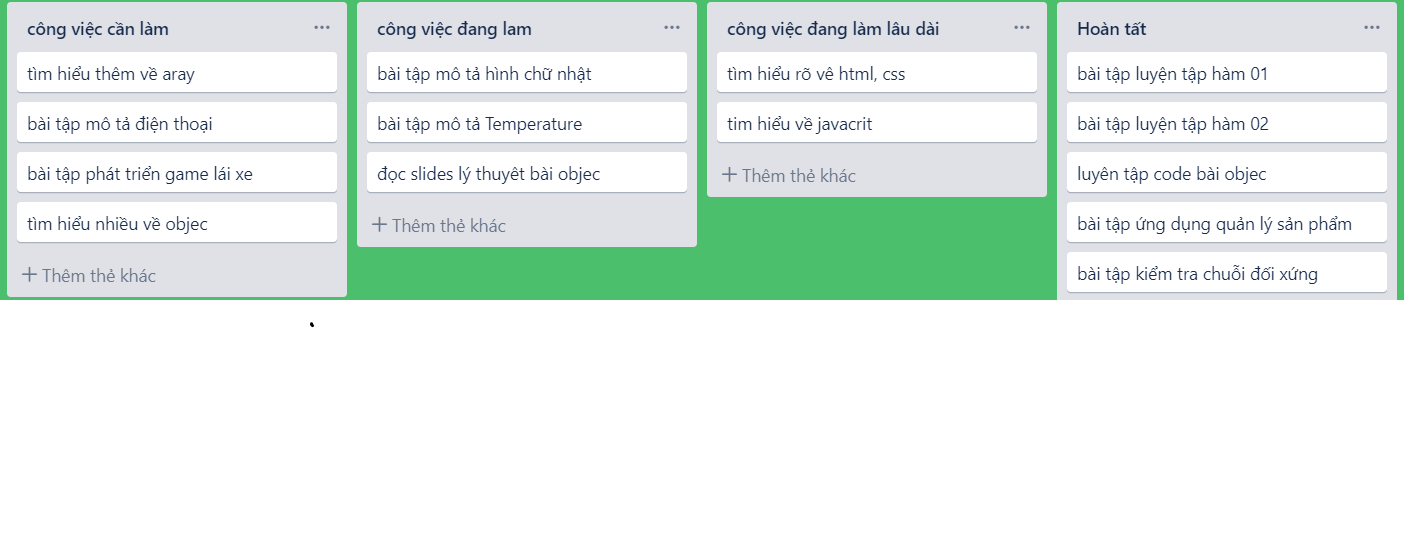 công việc cần làm
tìm hiểu thêm về aray
bài tập mô tả điện thoại
bài tập phát triển game lái xe
tìm hiểu nhiều về objec
Thêm thẻ khác
công việc đang lam
bài tập mô tả hình chữ nhật
bài tập mô tả Temperature
đọc slides lý thuyêt bài objec
Thêm thẻ khác
công việc đang làm lâu dài
tìm hiểu rõ vê html, css
tim hiểu về javacrit
Thêm thẻ khác
Hoàn tất
bài tập luyện tập hàm 01
bài tập luyện tập hàm 02
luyên tập code bài objec
bài tập ứng dụng quản lý sản phẩm
bài tập kiểm tra chuỗi đối xứng